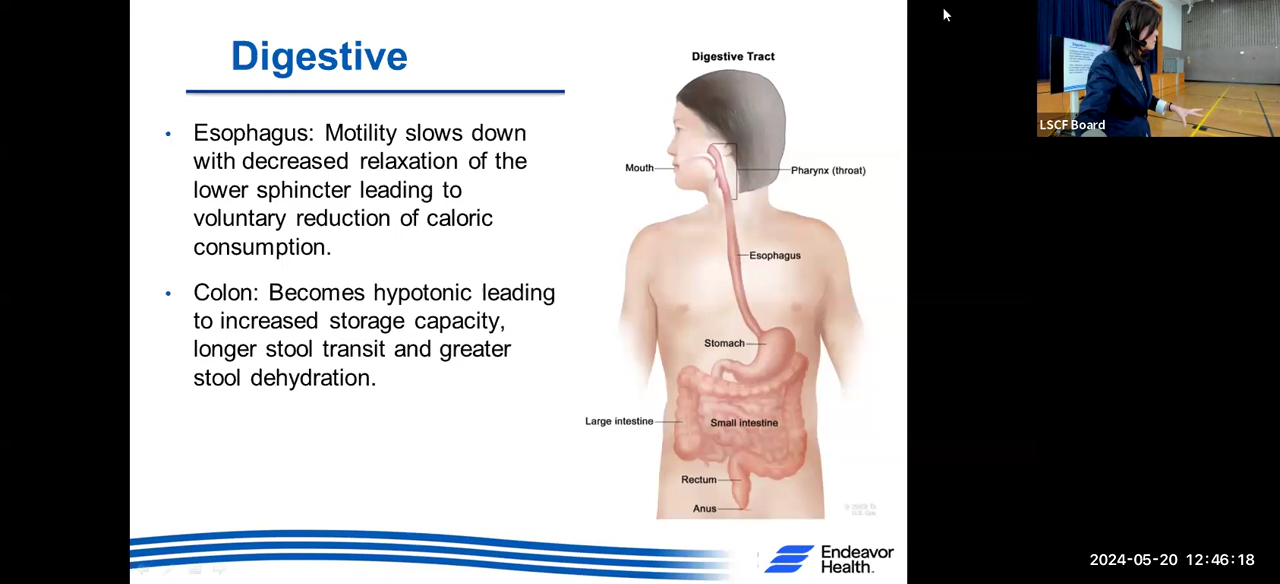 Digestive
• Esophagus: Motility slows down
with decreased relaxation of the
lower sphincter leading to
voluntary reduction of caloric
consumption.
• Colon: Becomes hypotonic leading
to increased storage capacity,
longer stool transit and greater
stool dehydration.
Digestive Tract
Mouth
Pharynx (throat)
Esophagus
Stomach
Large intestine
Small intestine
Rectum
Anus
Endeavor
Health.
LSCF Board
2024-05-20 12:46:18